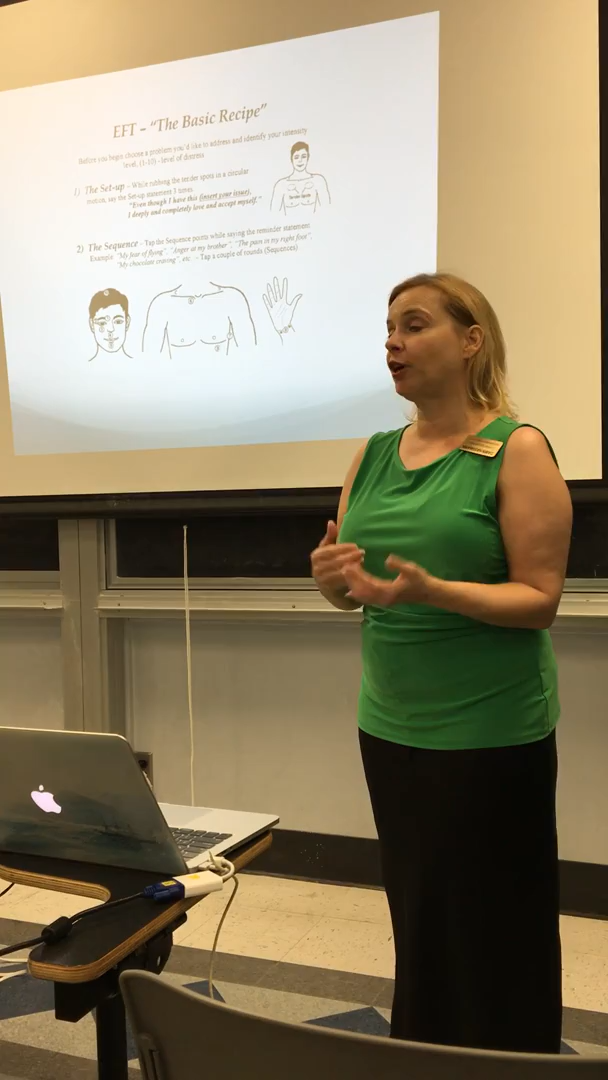 EFT – "The Basic Recipe"
Before you begin choose a problem you'd like to address and identify your intensity
level, (1-10) - level of distress
1) The Set-up - While rubbing the tender spots in a circular
motion, say the Set-up statement 3 times.
"Even though I have this (insert your issue),
I deeply and completely love and accept myself."
2) The Sequence - Tap the Sequence points while saying the reminder statement
Example: "My fear of flying", "Anger at my brother", "The pain in my right foot",
"My chocolate craving", etc. - Tap a couple of rounds (Sequences)